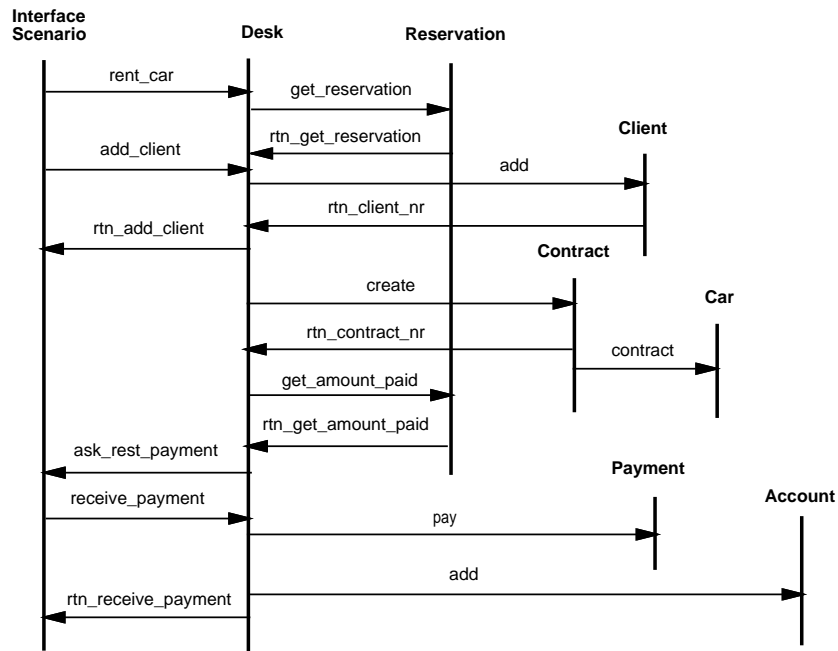 Interface
Scenario
Desk
Reservation
rent_car
get_reservation
rtn_get_reservation
Client
add_client
add
rtn_client_nr
rtn_add_client
Contract
create
Car
rtn_contract_nr
contract
get_amount_paid
rtn_get_amount_paid
ask_rest_payment
Payment
receive_payment
Account
pay
add
rtn_receive_payment